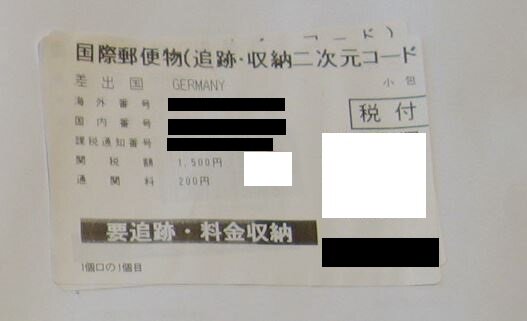 国際郵便物(追跡・収納二次元コード
差出国 GERMANY
小包
海外番号
国内番号
税付
課税通知番号
関税額 1,500円
通関料 200円
要追跡・料金収納
1個口の1個目